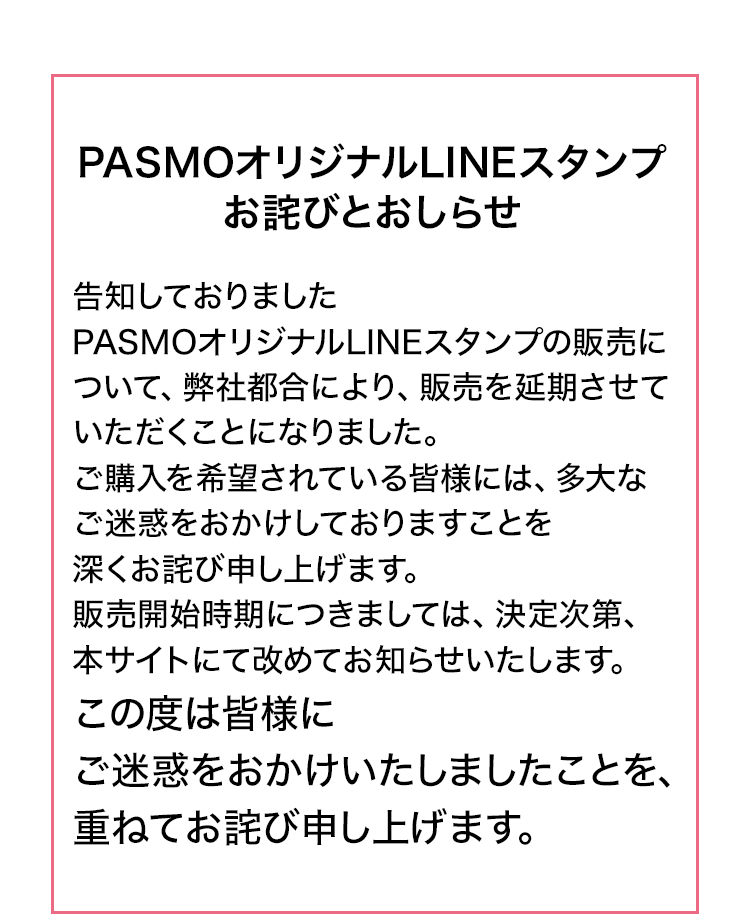 PASMOオリジナルLINEスタンプ
お詫びとおしらせ
告知しておりました
PASMOオリジナルLINEスタンプの販売に
ついて、弊社都合により、販売を延期させて
いただくことになりました。
ご購入を希望されている皆様には、多大な
ご迷惑をおかけしておりますことを
深くお詫び申し上げます。
販売開始時期につきましては、決定次第、
本サイトにて改めてお知らせいたします。
この度は皆様に
ご迷惑をおかけいたしましたことを、
重ねてお詫び申し上げます。